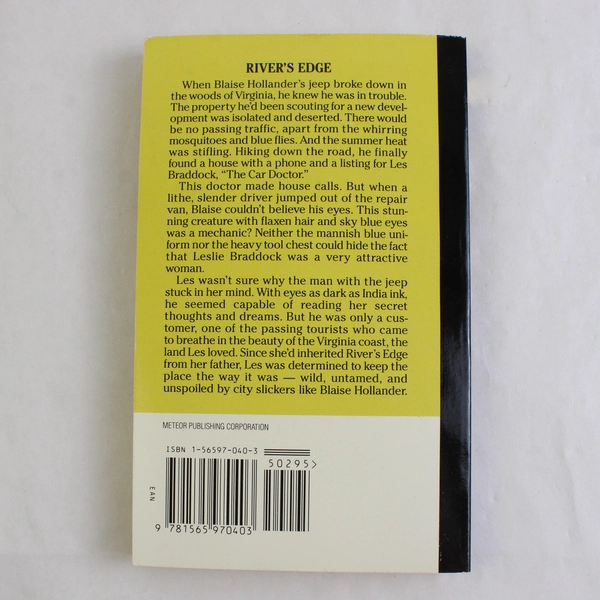 RIVER'S EDGE
When Blaise Hollander's jeep broke down in
the woods of Virginia, he knew he was in trouble.
The property he'd been scouting for a new devel-
opment was isolated and deserted. There would
be no passing traffic, apart from the whirring
mosquitoes and blue flies. And the summer heat
was stifling. Hiking down the road, he finally
found a house with a phone and a listing for Les
Braddock, “The Car Doctor.”
This doctor made house calls. But when a
lithe, slender driver jumped out of the repair
van, Blaise couldn't believe his eyes. This stun-
ning creature with flaxen hair and sky blue eyes
was a mechanic? Neither the mannish blue uni-
form nor the heavy tool chest could hide the fact
that Leslie Braddock was a very attractive
woman.
Les wasn't sure why the man with the jeep
stuck in her mind. With eyes as dark as India ink,
he seemed capable of reading her secret
thoughts and dreams. But he was only a cus-
tomer, one of the passing tourists who came
to breathe in the beauty of the Virginia coast, the
land Les loved. Since she'd inherited River's Edge
from her father, Les was determined to keep the
place the way it was — wild, untamed, and
unspoiled by city slickers like Blaise Hollander.
METEOR PUBLISHING CORPORATION
ISBN 1-56597-040-3
50295>
EAN
9 781565 970403